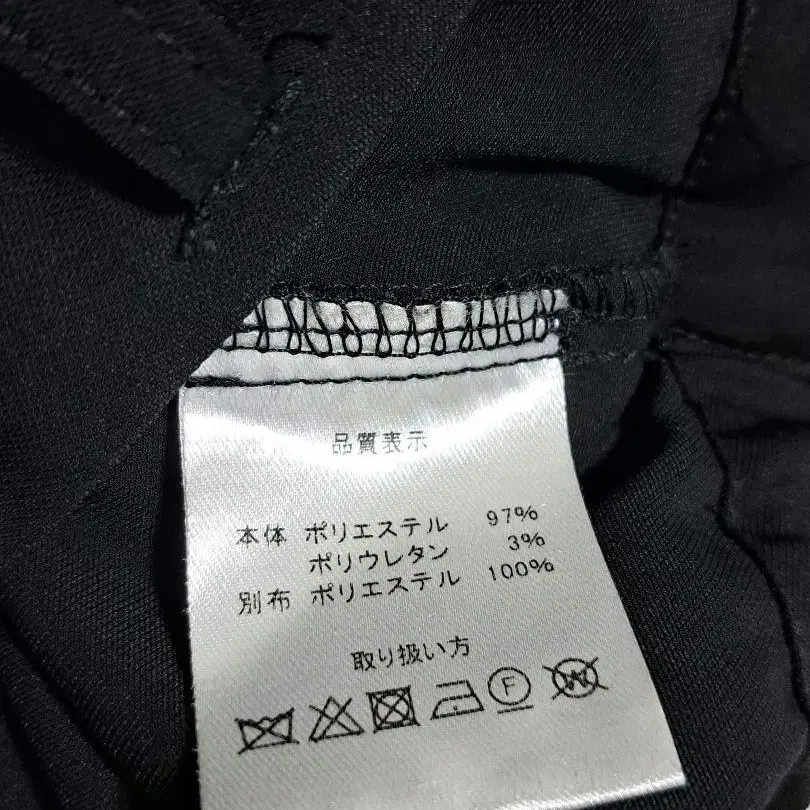 品質表示
本体 ポリエステル 97%
ポリウレタン 3%
別布 ポリエステル 100%
取り扱い方
F W